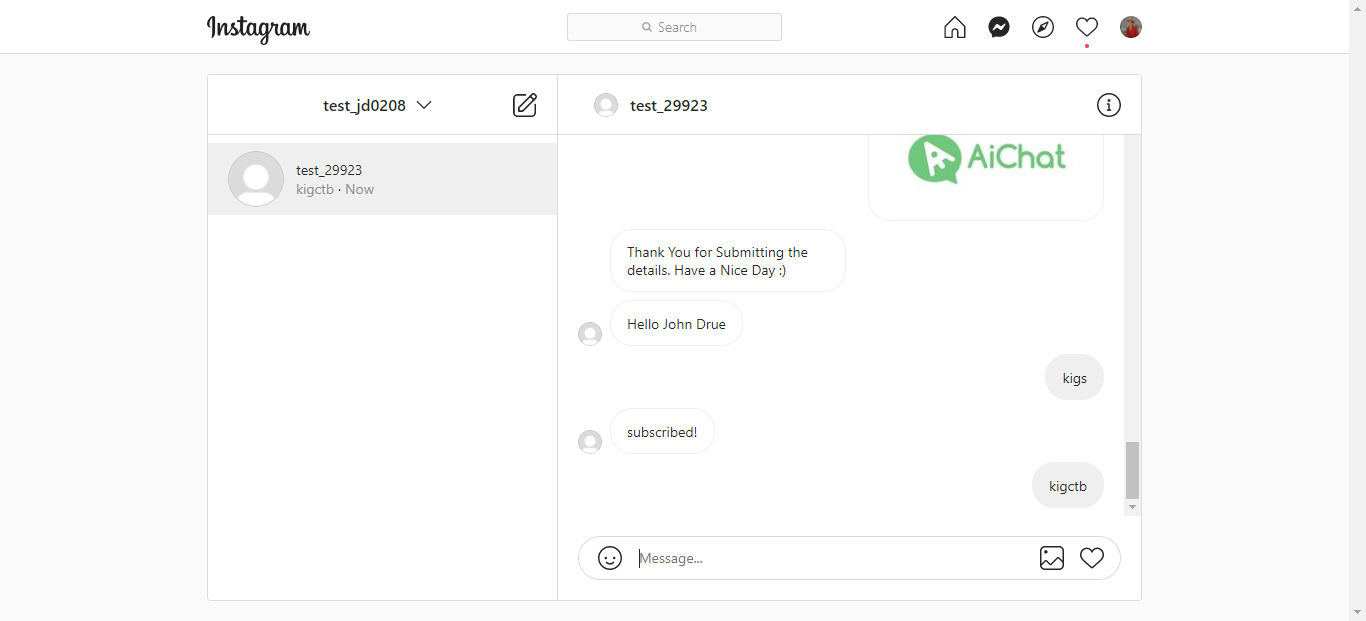 Instagram
Search
test_jd0208
test_29923
test_29923
kigctb · Now
AiChat
Thank You for Submitting the
details. Have a Nice Day :)
Hello John Drue
kigs
subscribed!
kigctb
Message...